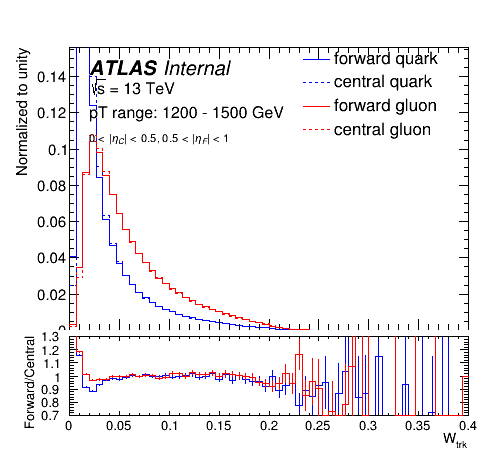 Normalized to unity
0.14
0.12
0.1
0.08
0.06
0.04
0.02
0
ATLAS Internal
√s = 13 TeV
pT range: 1200 - 1500 GeV
0 < |η_C| < 0.5, 0.5 < |η_F| < 1
forward quark
central quark
forward gluon
central gluon
Forward/Central
1.3
1.2
1.1
1
0.9
0.8
0.7
0 0.05 0.1 0.15 0.2 0.25 0.3 0.35 0.4
W_trk